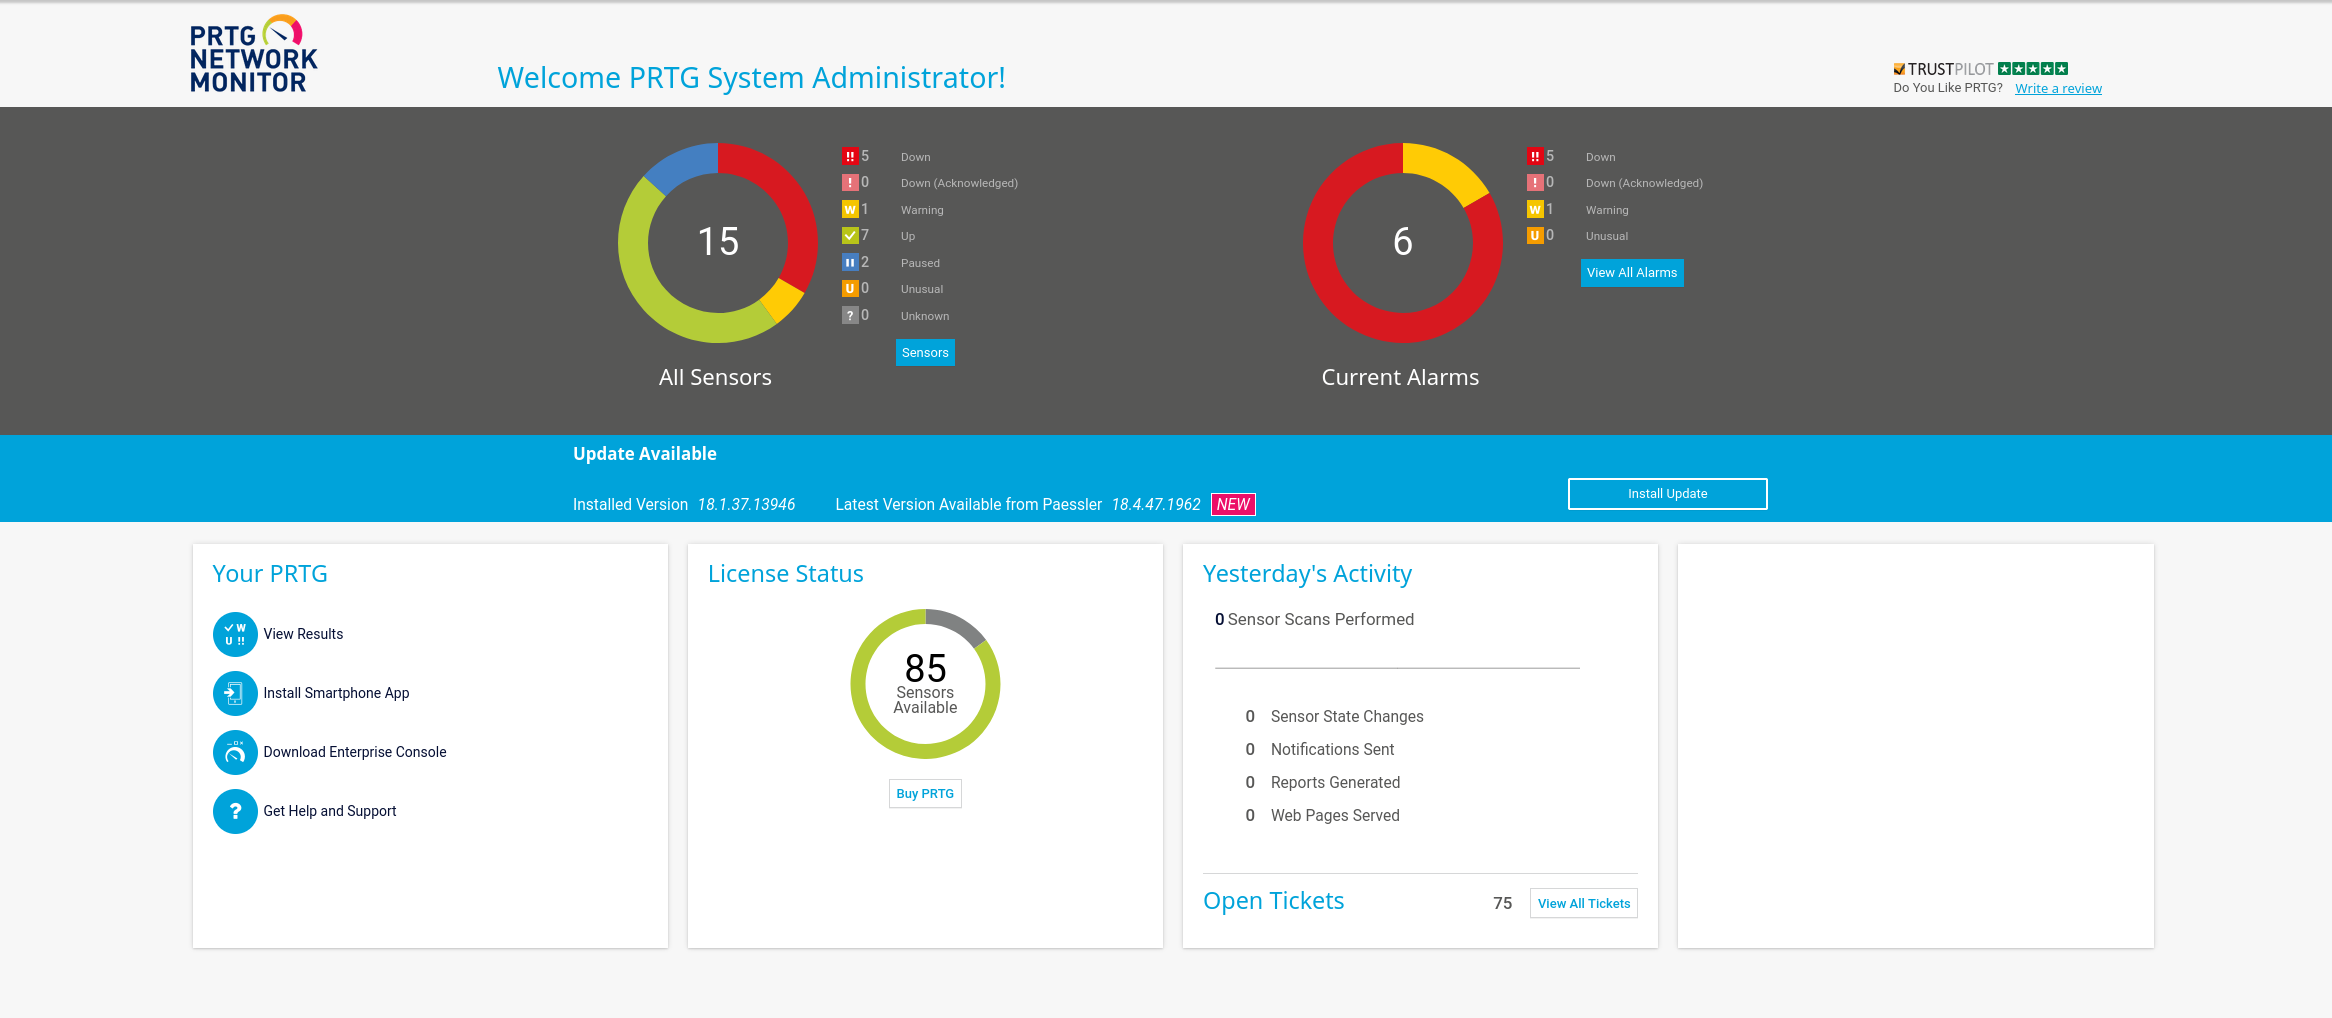 PRTG
NETWORK
MONITOR
Welcome PRTG System Administrator!
TRUSTPILOT
Do You Like PRTG? Write a review
15
All Sensors
!! 5 Down
! 0 Down (Acknowledged)
W 1 Warning
7 Up
2 Paused
U 0 Unusual
? 0 Unknown
Sensors
6
Current Alarms
!! 5 Down
! 0 Down (Acknowledged)
W 1 Warning
U 0 Unusual
View All Alarms
Update Available
Installed Version 18.1.37.13946 Latest Version Available from Paessler 18.4.47.1962 NEW
Install Update
Your PRTG
W
U !!
View Results
Install Smartphone App
Download Enterprise Console
? Get Help and Support
License Status
85
Sensors
Available
Buy PRTG
Yesterday's Activity
0 Sensor Scans Performed
0 Sensor State Changes
0 Notifications Sent
0 Reports Generated
0 Web Pages Served
Open Tickets 75 View All Tickets